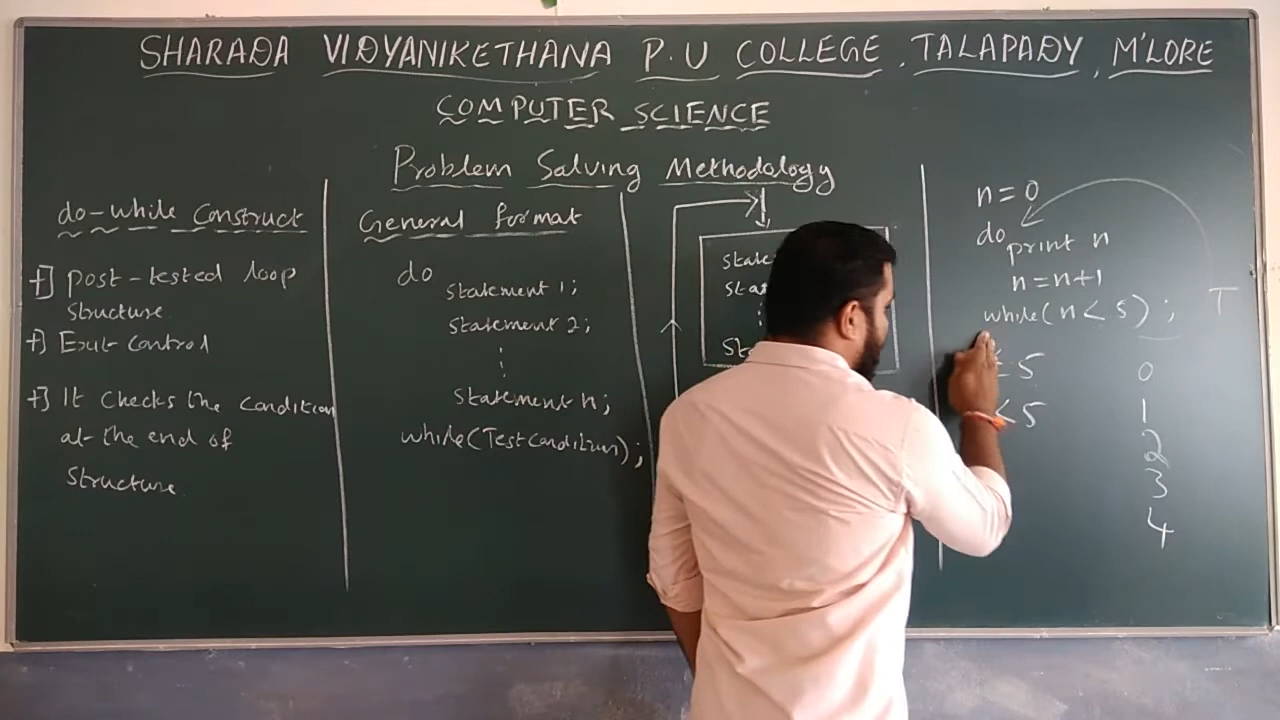 SHARADA VIDYANIKETHANA P.U COLLEGE, TALAPADY, M'LORE
COMPUTER SCIENCE
Problem Solving Methodology
do-while Construct
+] Post-tested loop
structure
+] Exit-control
+] It checks the condition
at the end of
structure.
General format
do
statement 1;
statement 2;
statement n;
while(Test condition);
n=0
do
print n
n=n+1
while(n < 5);
T
5
< 5
0
1
2
3
4